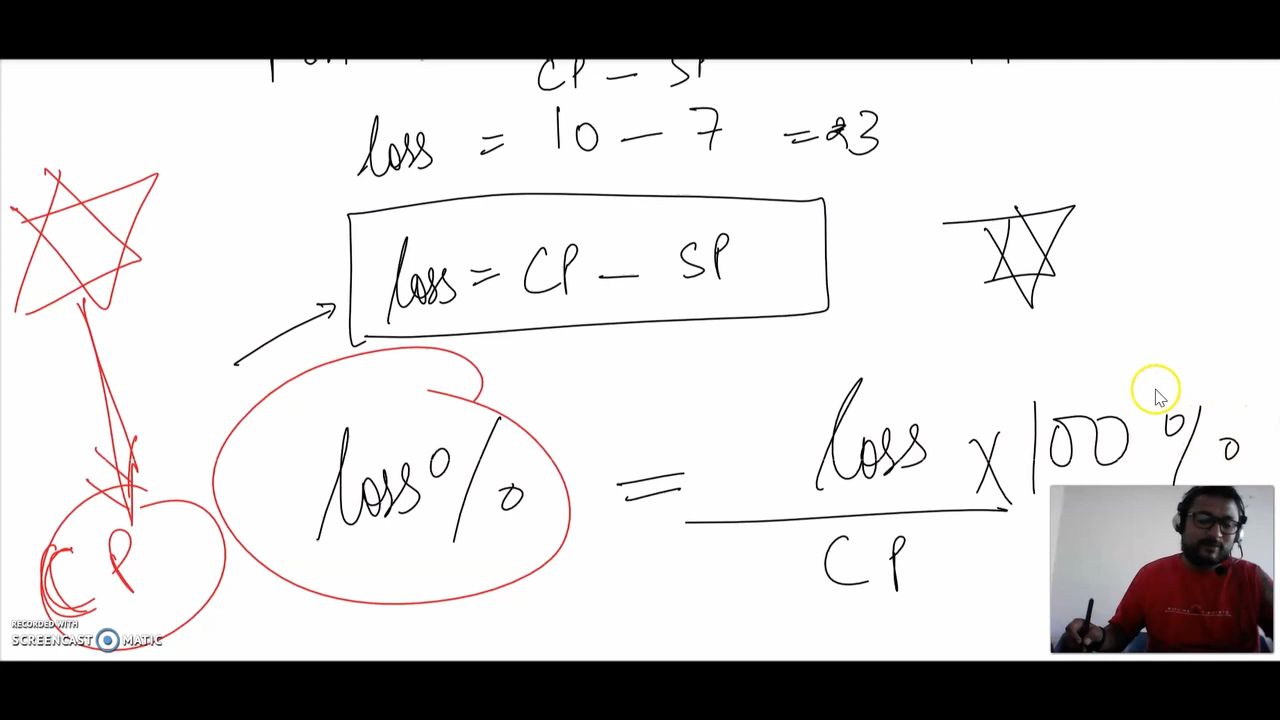 CP - SP
loss = 10 - 7 = 3
loss = CP - SP
loss% = loss × 100%
CP
CP
RECORDED WITH
SCREENCAST MATIC